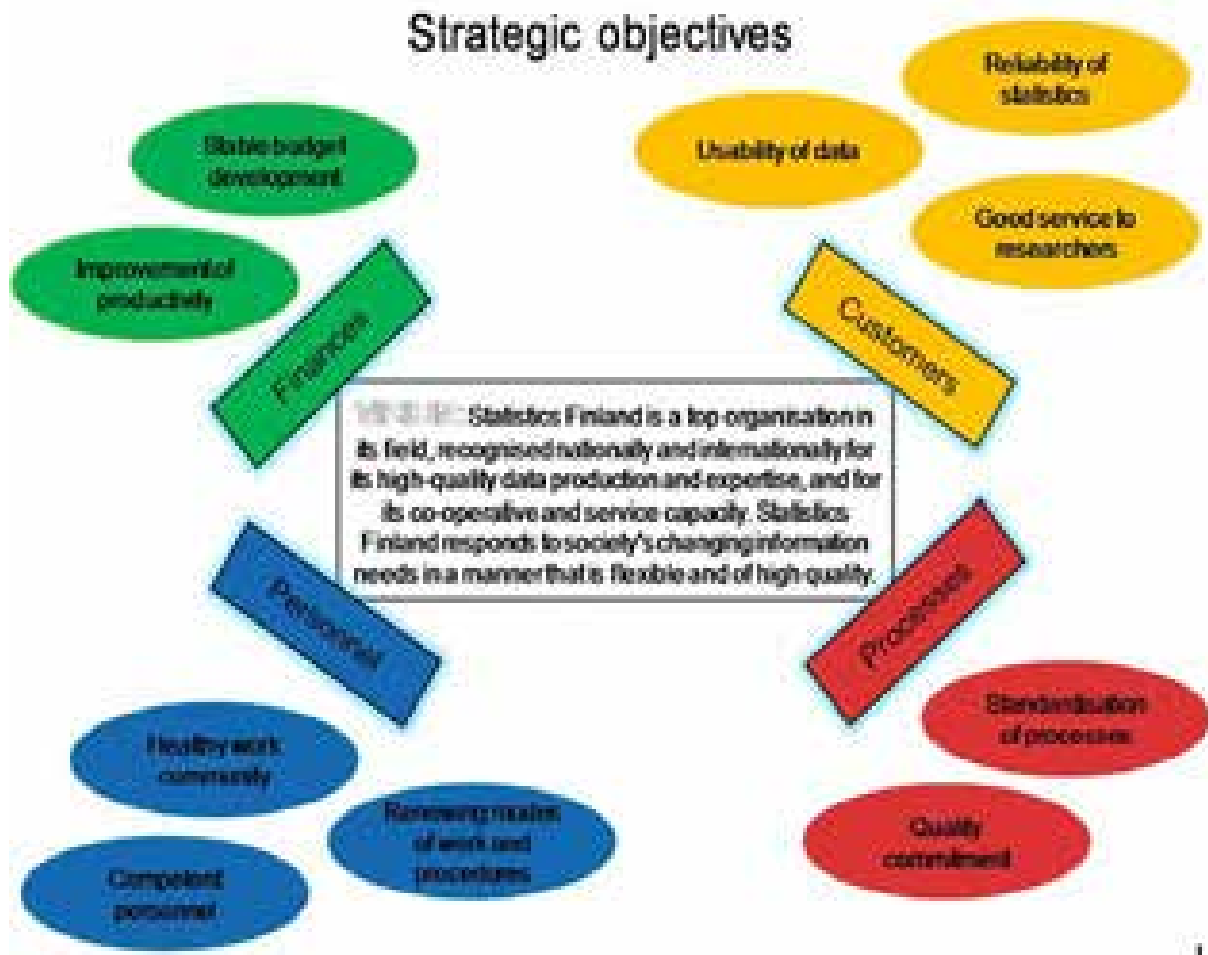 Strategic objectives
Reliability of
statistics
Usability of data
Good service to
researchers
Customers
Stable budget
development
Improvement of
productivity
Finances
VISION: Statistics Finland is a top organisation in
its field, recognised nationally and internationally for
its high-quality data production and expertise, and for
its co-operative and service capacity. Statistics
Finland responds to society's changing information
needs in a manner that is flexible and of high quality.
Personnel
Healthy work
community
Renewing modes
of work and
procedures
Competent
personnel
Processes
Standardisation
of processes
Quality
commitment